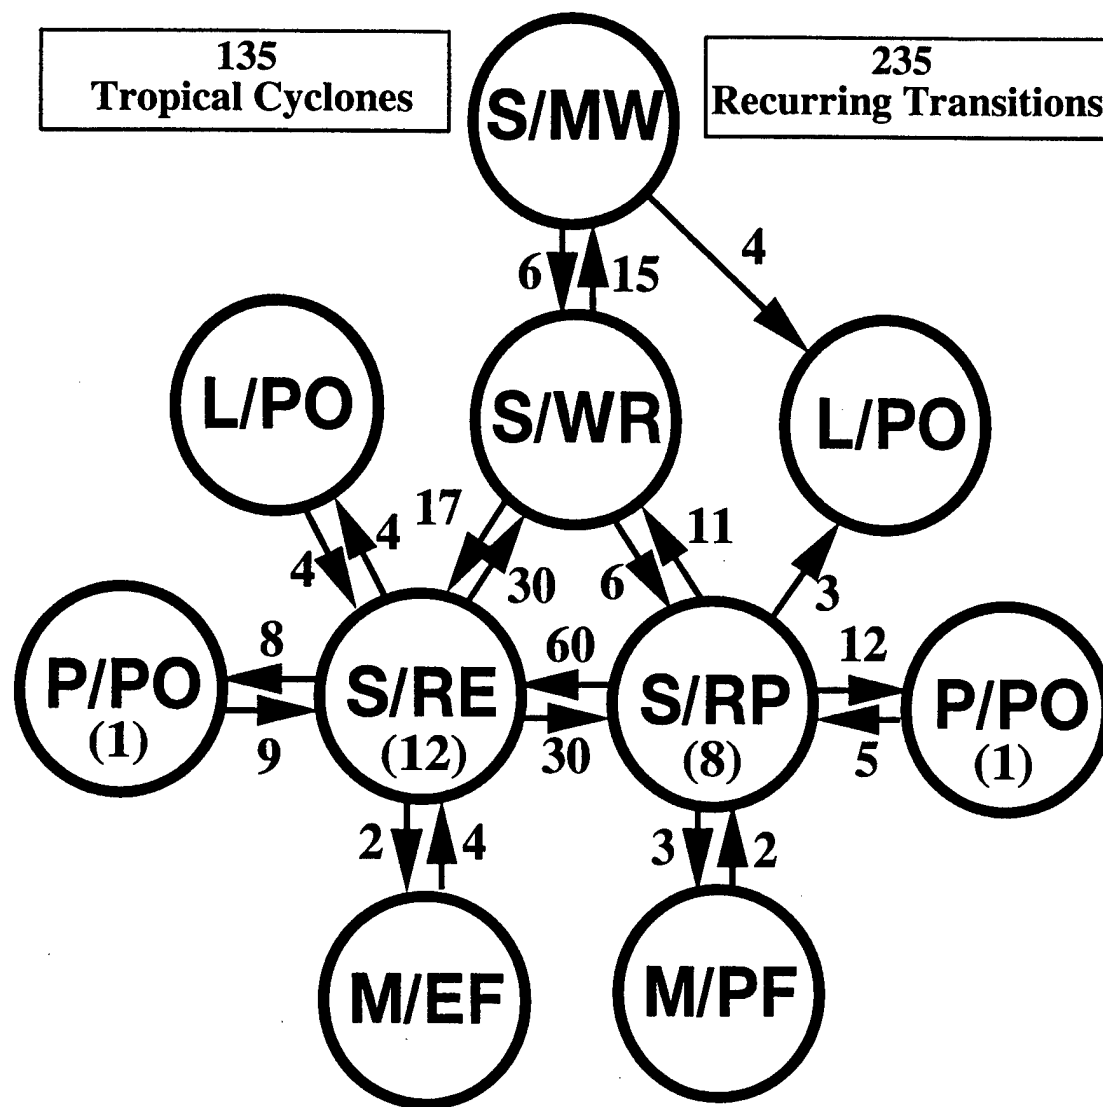 135
Tropical Cyclones
235
Recurring Transitions
S/MW
6
15
4
L/PO
S/WR
L/PO
17
4
4
30
6
11
3
P/PO
(1)
8
9
S/RE
(12)
60
30
S/RP
(8)
12
5
P/PO
(1)
2
4
3
2
M/EF
M/PF